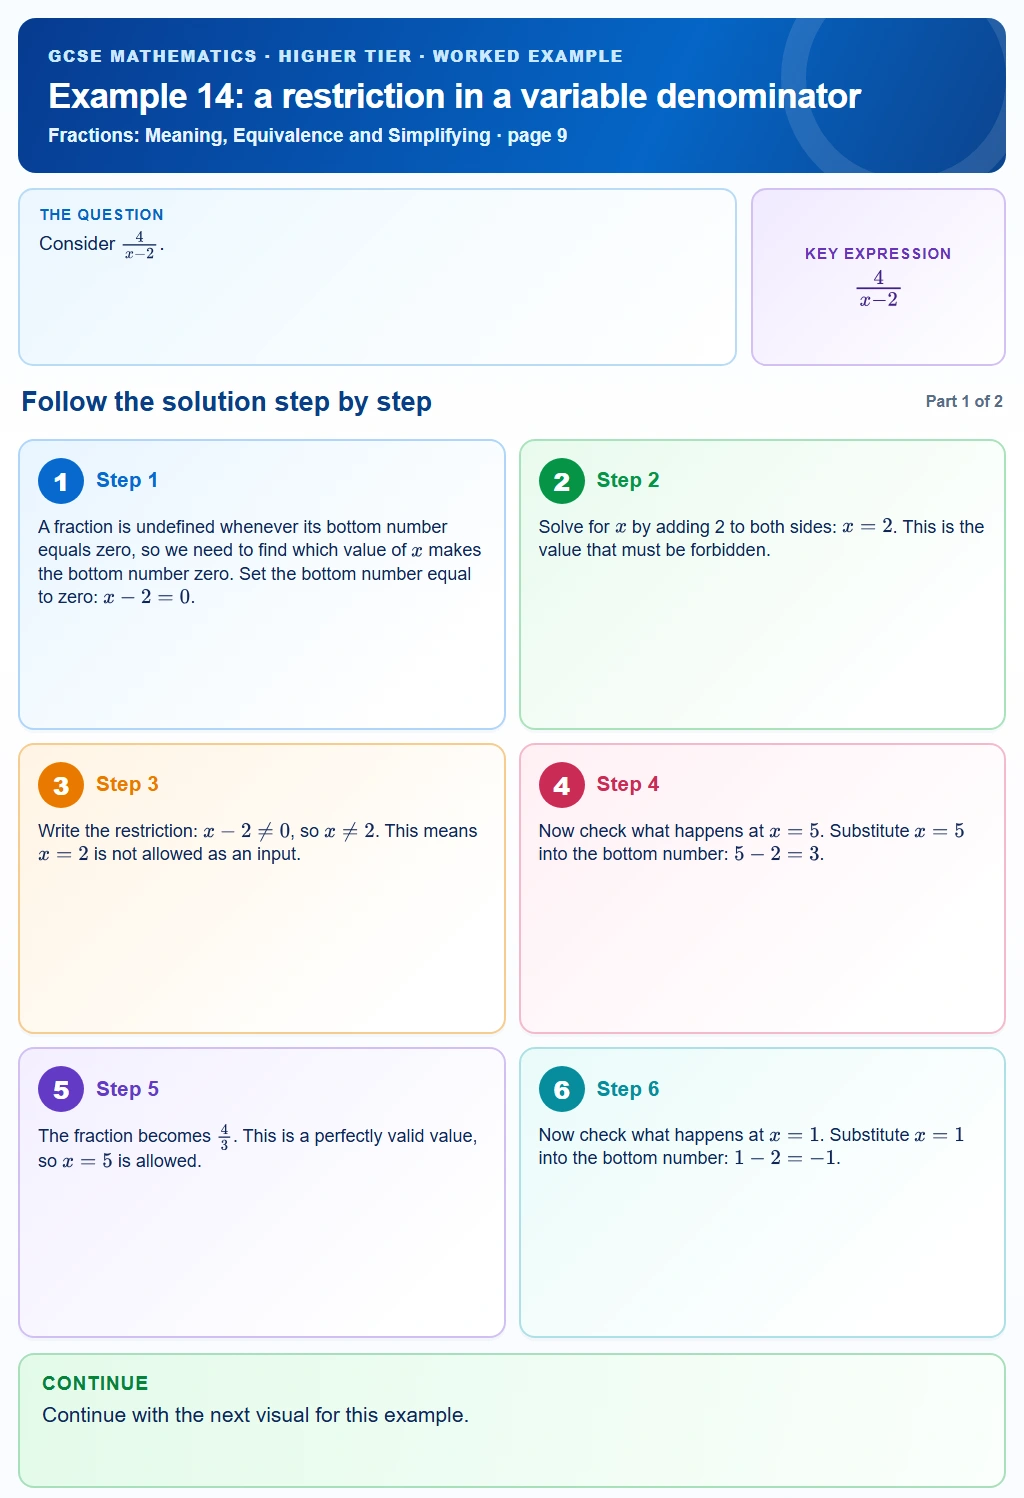 GCSE MATHEMATICS · HIGHER TIER · WORKED EXAMPLE
Example 14: a restriction in a variable denominator
Fractions: Meaning, Equivalence and Simplifying · page 9
THE QUESTION
Consider \frac{4}{x-2}.
KEY EXPRESSION
\frac{4}{x-2}
Follow the solution step by step
Part 1 of 2
1 Step 1
A fraction is undefined whenever its bottom number
equals zero, so we need to find which value of x makes
the bottom number zero. Set the bottom number equal
to zero: x − 2 = 0.
2 Step 2
Solve for x by adding 2 to both sides: x = 2. This is the
value that must be forbidden.
3 Step 3
Write the restriction: x − 2 ≠ 0, so x ≠ 2. This means
x = 2 is not allowed as an input.
4 Step 4
Now check what happens at x = 5. Substitute x = 5
into the bottom number: 5 − 2 = 3.
5 Step 5
The fraction becomes \frac{4}{3}. This is a perfectly valid value,
so x = 5 is allowed.
6 Step 6
Now check what happens at x = 1. Substitute x = 1
into the bottom number: 1 − 2 = −1.
CONTINUE
Continue with the next visual for this example.